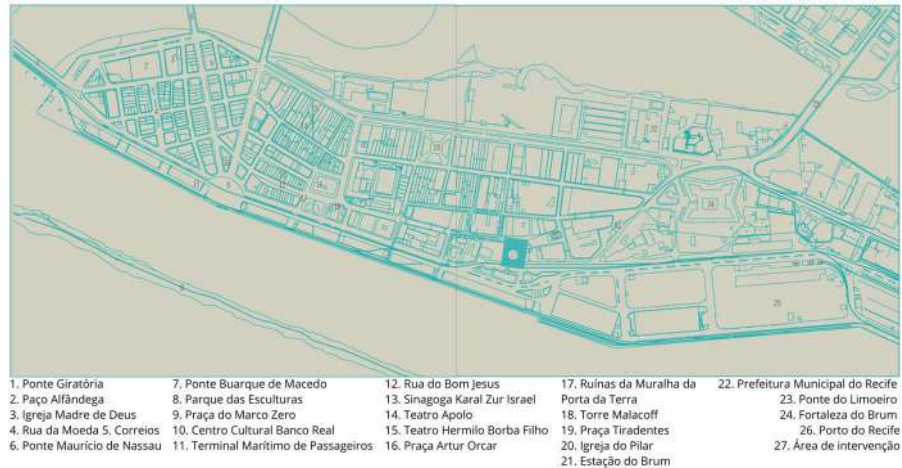 1. Ponte Giratória
2. Paço Alfândega
3. Igreja Madre de Deus
4. Rua da Moeda S. Correios
6. Ponte Maurício de Nassau
7. Ponte Buarque de Macedo
8. Parque das Esculturas
9. Praça do Marco Zero
10. Centro Cultural Banco Real
11. Terminal Marítimo de Passageiros
12. Rua do Bom Jesus
13. Sinagoga Karal Zur Israel
14. Teatro Apolo
15. Teatro Hermilo Borba Filho
16. Praça Artur Orcar
17. Ruínas da Muralha da
Porta da Terra
18. Torre Malacoff
19. Praça Tiradentes
20. Igreja do Pilar
21. Estação do Brum
22. Prefeitura Municipal do Recife
23. Ponte do Limoeiro
24. Fortaleza do Brum
26. Porto do Recife
27. Área de intervenção